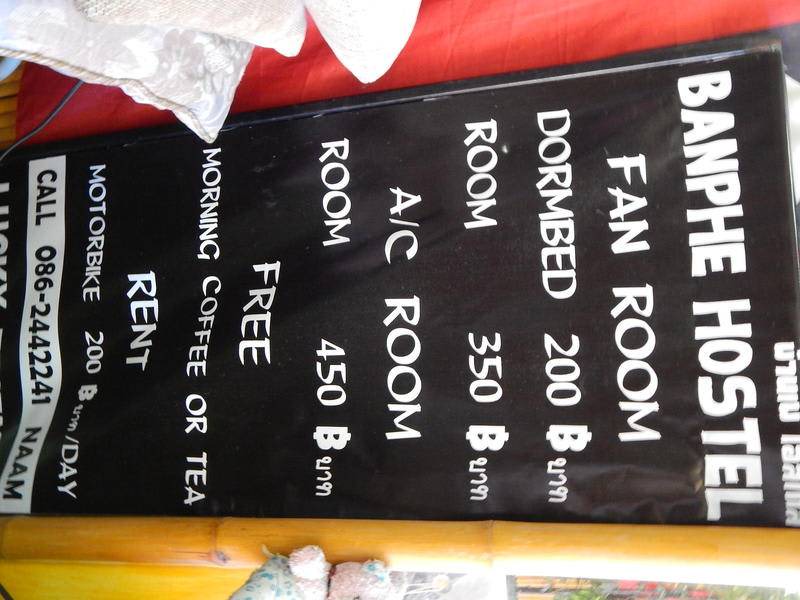 BANPHE HOSTEL
FAN ROOM
DORMBED 200 ฿ บาท
ROOM 350 ฿ บาท
A/C ROOM
ROOM 450 ฿ บาท
FREE
MORNING COFFEE OR TEA
RENT
MOTORBIKE 200 ฿ บาท/DAY
CALL 086-2442241 NAAM